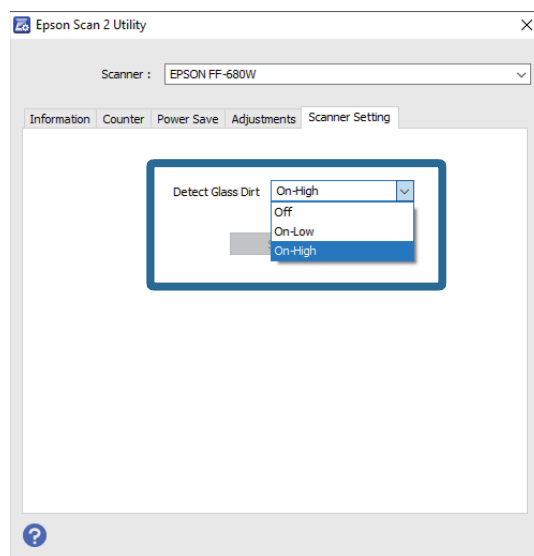 Epson Scan 2 Utility
Scanner : EPSON FF-680W
Information Counter Power Save Adjustments Scanner Setting
Detect Glass Dirt On-High
Off
On-Low
On-High
?